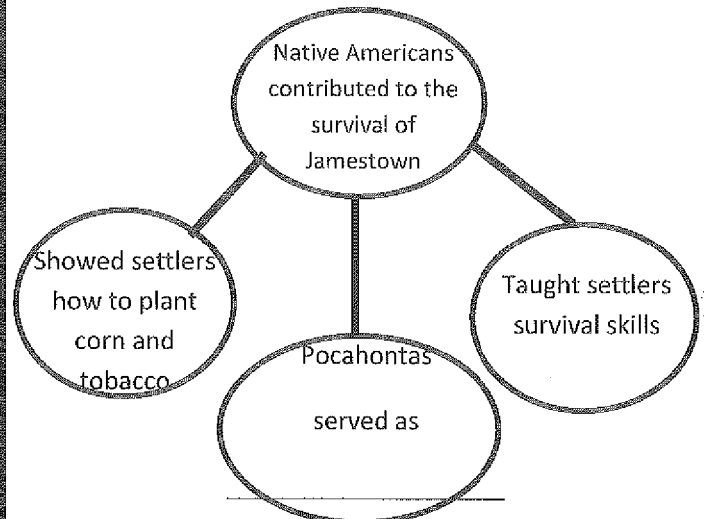 Native Americans
contributed to the
survival of
Jamestown
Showed settlers
how to plant
corn and
tobacco
Pocahontas
served as
Taught settlers
survival skills